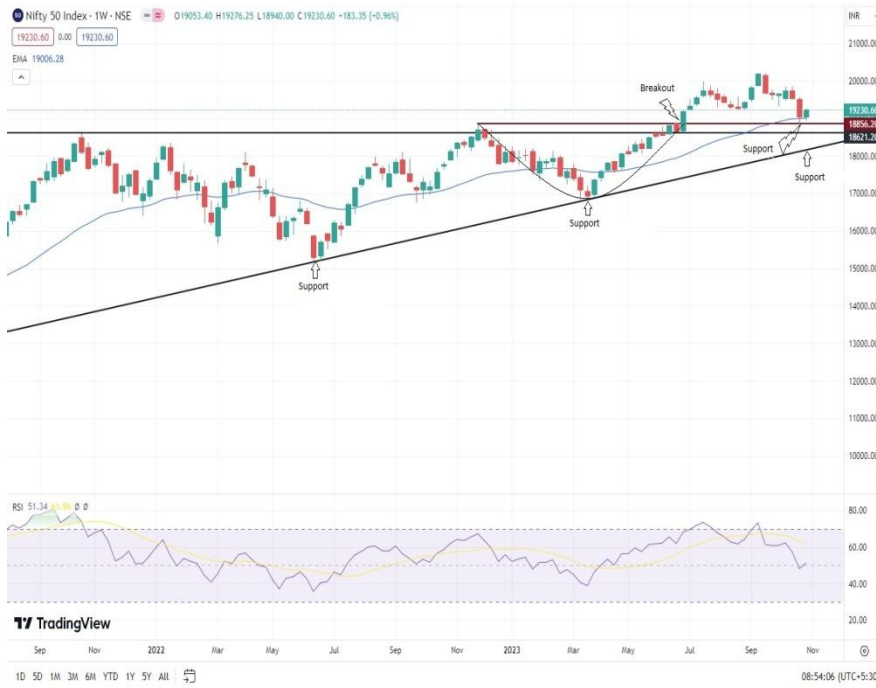 Nifty 50 Index · 1W · NSE O19053.40 H19276.25 L18940.00 C19230.60 +183.35 (+0.96%)
INR
19230.60 0.00 19230.60
EMA 19006.28
21000.00
20000.00
19230.60
18856.20
18621.20
18000.00
17000.00
16000.00
15000.00
14000.00
13000.00
12000.00
11000.00
10000.00
Breakout
Support
Support
Support
Support
RSI 51.34 61.96 Ø Ø
80.00
60.00
40.00
20.00
TradingView
Sep Nov 2022 Mar May Jul Sep Nov 2023 Mar May Jul Sep Nov
1D 5D 1M 3M 6M YTD 1Y 5Y All 08:54:06 (UTC+5:30